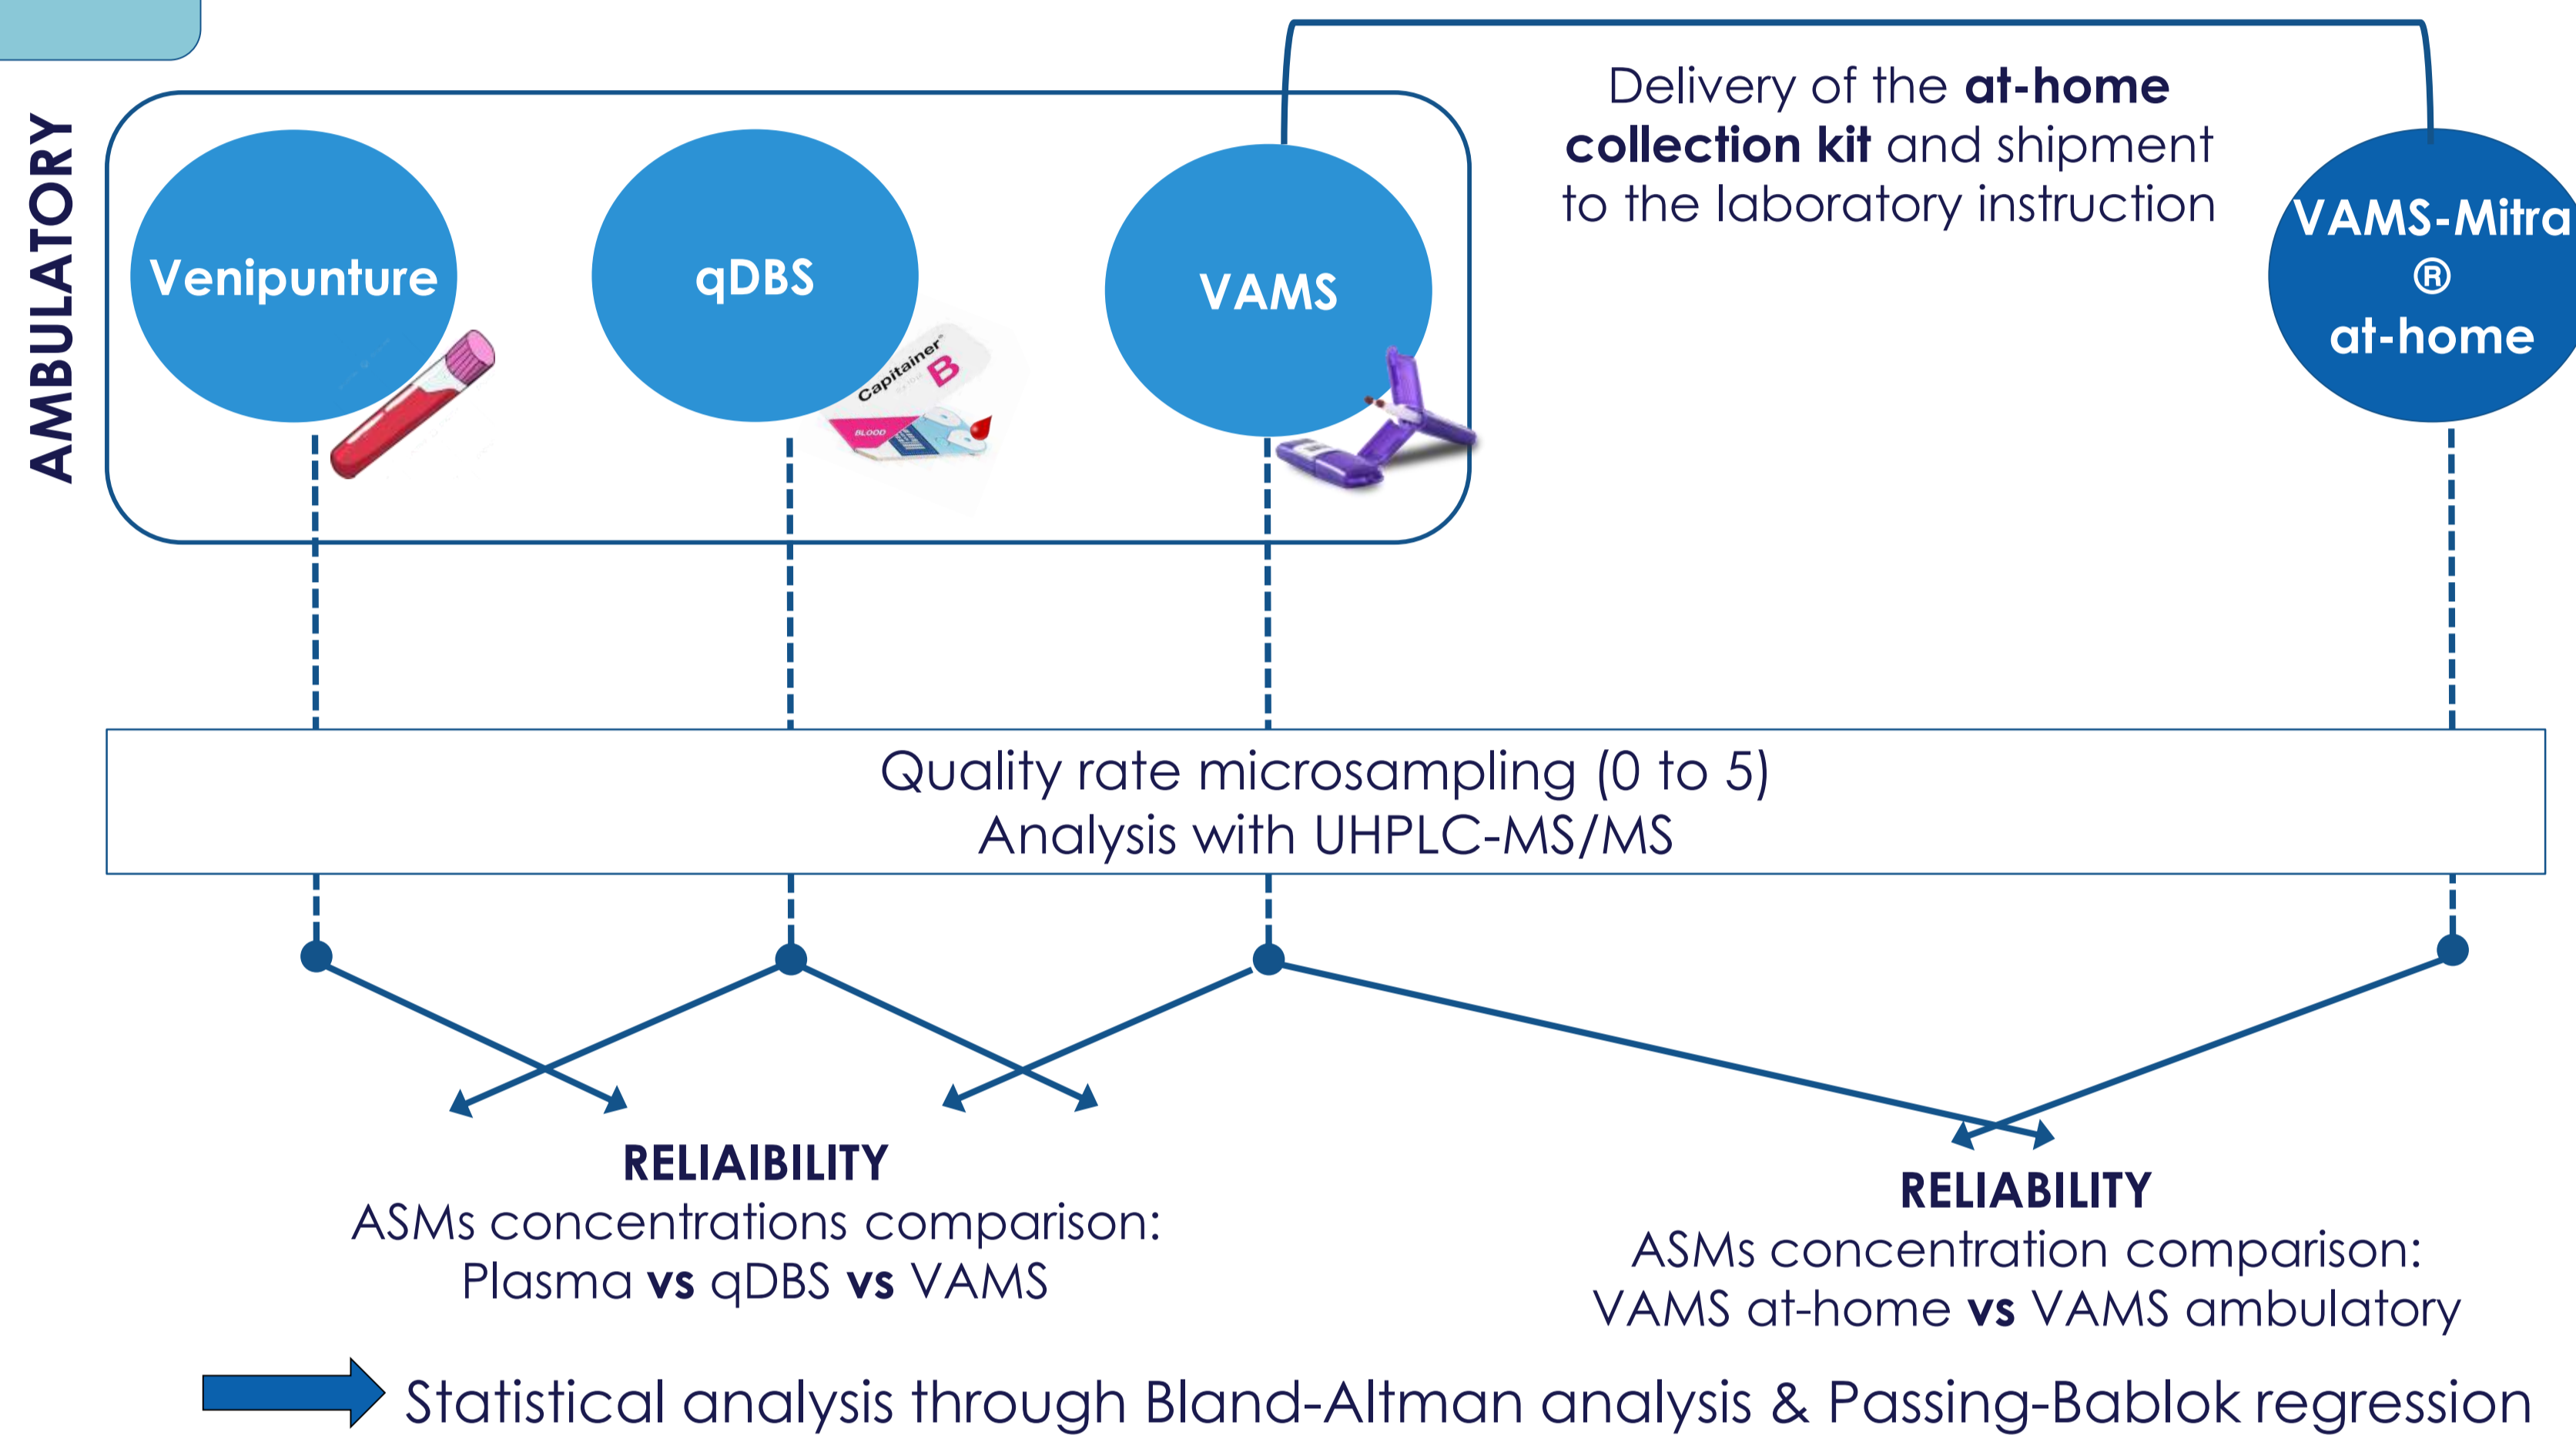 AMBULATORY
Venipunture
qDBS
Capitainer
B
BLOOD
VAMS
Delivery of the at-home
collection kit and shipment
to the laboratory instruction
VAMS-Mitra
®
at-home
Quality rate microsampling (0 to 5)
Analysis with UHPLC-MS/MS
RELIAIBILITY
ASMs concentrations comparison:
Plasma vs qDBS vs VAMS
RELIABILITY
ASMs concentration comparison:
VAMS at-home vs VAMS ambulatory
Statistical analysis through Bland-Altman analysis & Passing-Bablok regression